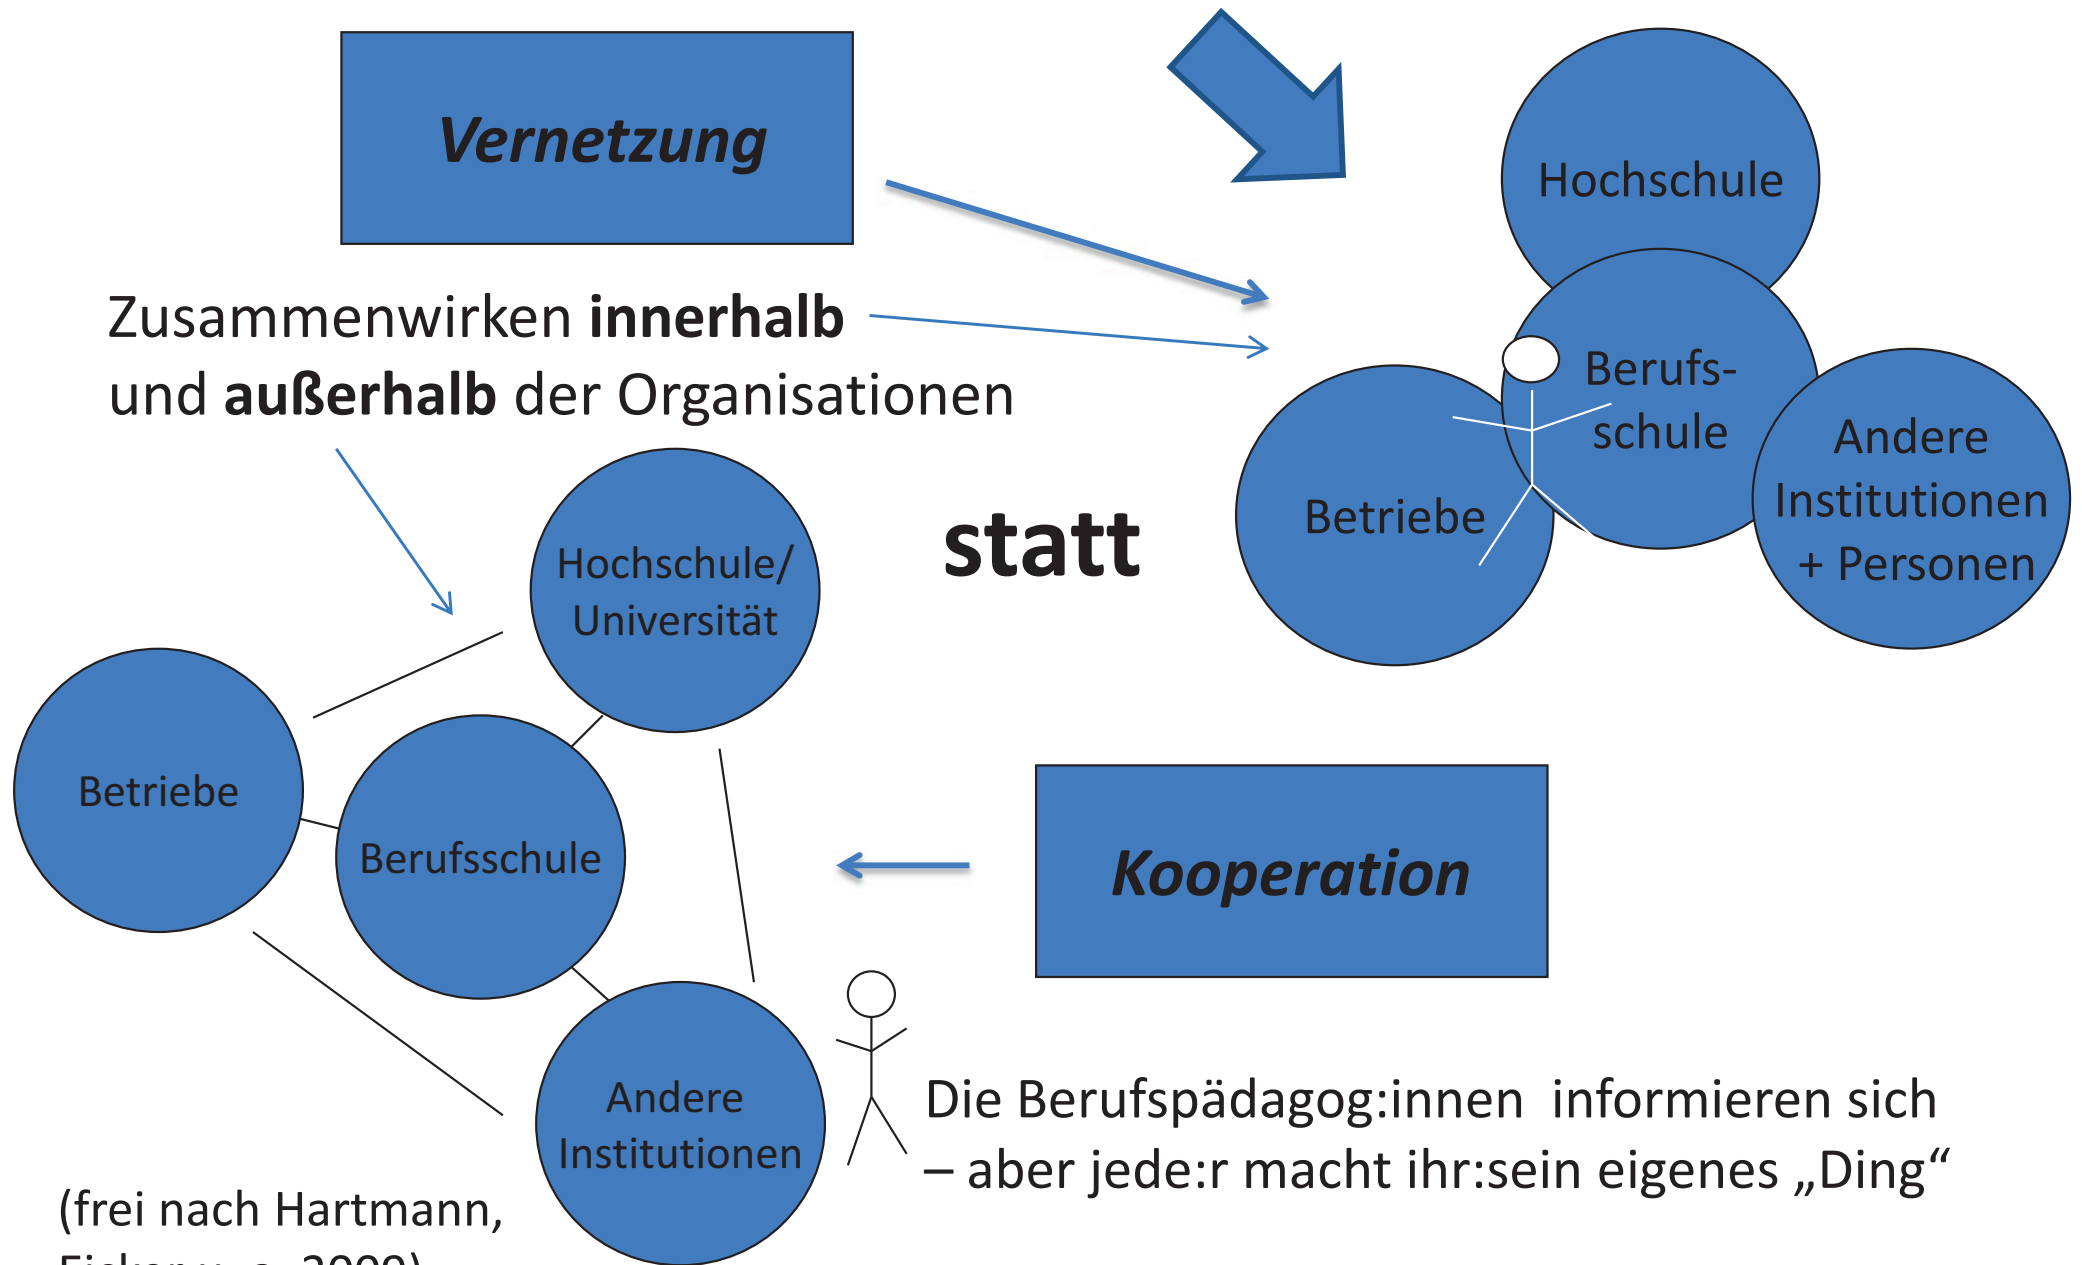 Vernetzung
Hochschule
Zusammenwirken innerhalb
und außerhalb der Organisationen
Berufs-
schule
Betriebe
Andere
Institutionen
+ Personen
statt
Hochschule/
Universität
Betriebe
Berufsschule
Kooperation
Andere
Institutionen
Die Berufspädagog:innen informieren sich
– aber jede:r macht ihr:sein eigenes „Ding“
(frei nach Hartmann,